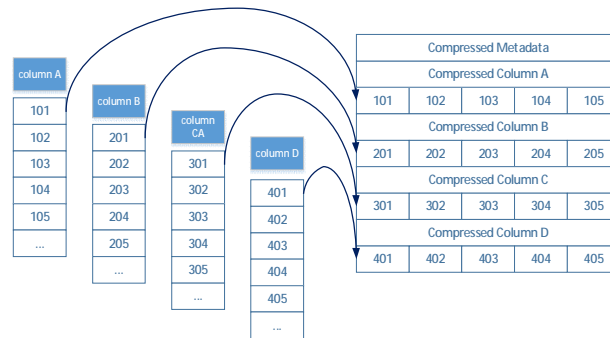 column A
101
102
103
104
105
...
column B
201
202
203
204
205
...
column
CA
301
302
303
304
305
...
column D
401
402
403
404
405
...
Compressed Metadata
Compressed Column A
101 102 103 104 105
Compressed Column B
201 202 203 204 205
Compressed Column C
301 302 303 304 305
Compressed Column D
401 402 403 404 405